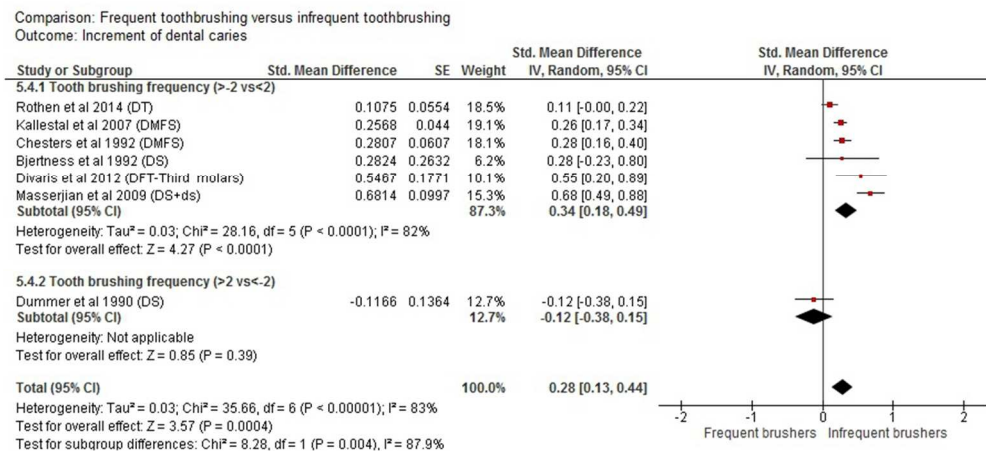 Comparison: Frequent toothbrushing versus infrequent toothbrushing
Outcome: Increment of dental caries
Std. Mean Difference Std. Mean Difference
Study or Subgroup Std. Mean Difference SE Weight IV, Random, 95% CI IV, Random, 95% CI
5.4.1 Tooth brushing frequency (>-2 vs<2)
Rothen et al 2014 (DT) 0.1075 0.0554 18.5% 0.11 [-0.00, 0.22]
Kallestal et al 2007 (DMFS) 0.2568 0.044 19.1% 0.26 [0.17, 0.34]
Chesters et al 1992 (DMFS) 0.2807 0.0607 18.1% 0.28 [0.16, 0.40]
Bjertness et al 1992 (DS) 0.2824 0.2632 6.2% 0.28 [-0.23, 0.80]
Divaris et al 2012 (DFT-Third molars) 0.5467 0.1771 10.1% 0.55 [0.20, 0.89]
Masserjian et al 2009 (DS+ds) 0.6814 0.0997 15.3% 0.68 [0.49, 0.88]
Subtotal (95% CI) 87.3% 0.34 [0.18, 0.49]
Heterogeneity: Tau² = 0.03; Chi² = 28.16, df = 5 (P < 0.0001); I² = 82%
Test for overall effect: Z = 4.27 (P < 0.0001)
5.4.2 Tooth brushing frequency (>2 vs<-2)
Dummer et al 1990 (DS) -0.1166 0.1364 12.7% -0.12 [-0.38, 0.15]
Subtotal (95% CI) 12.7% -0.12 [-0.38, 0.15]
Heterogeneity: Not applicable
Test for overall effect: Z = 0.85 (P = 0.39)
Total (95% CI) 100.0% 0.28 [0.13, 0.44]
Heterogeneity: Tau² = 0.03; Chi² = 35.66, df = 6 (P < 0.00001); I² = 83%
Test for overall effect: Z = 3.57 (P = 0.0004)
Test for subgroup differences: Chi² = 8.28, df = 1 (P = 0.004), I² = 87.9%
-2 -1 0 1 2
Frequent brushers Infrequent brushers